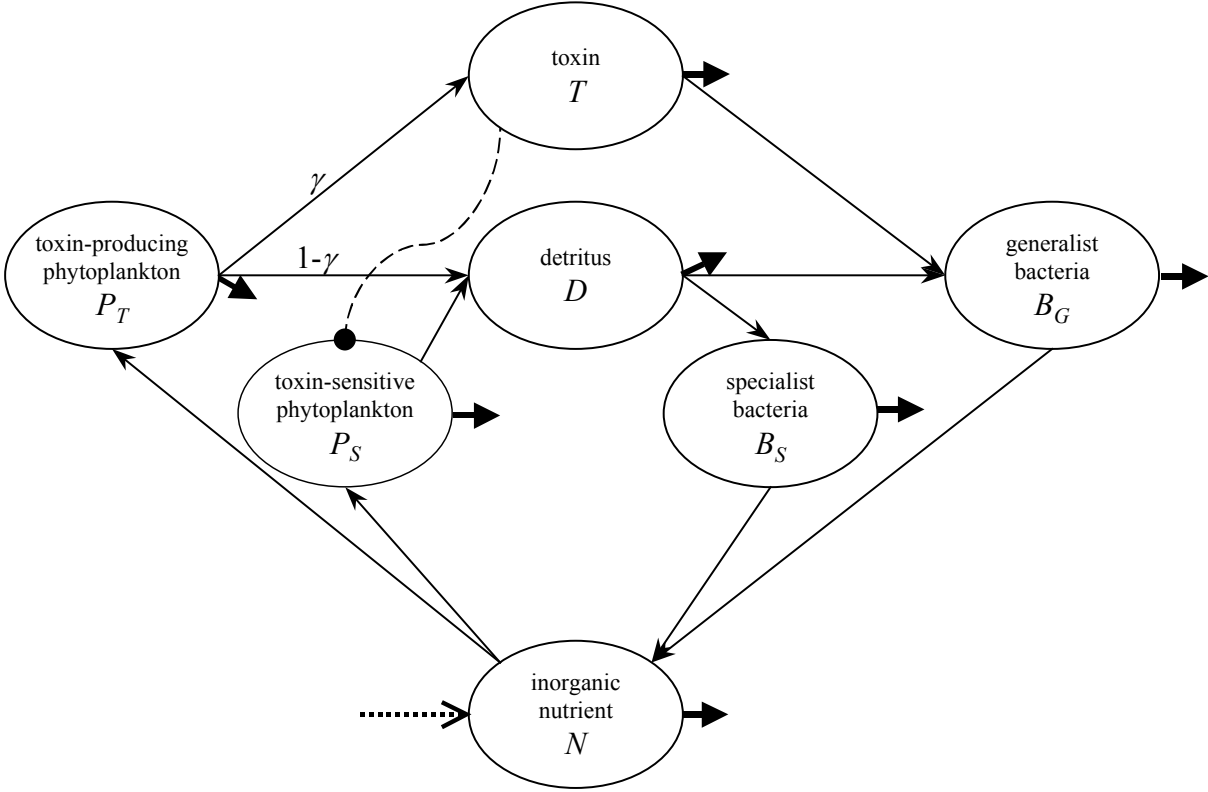 toxin
T
γ
toxin-producing
phytoplankton
P_T
1-γ
detritus
D
generalist
bacteria
B_G
toxin-sensitive
phytoplankton
P_S
specialist
bacteria
B_S
inorganic
nutrient
N